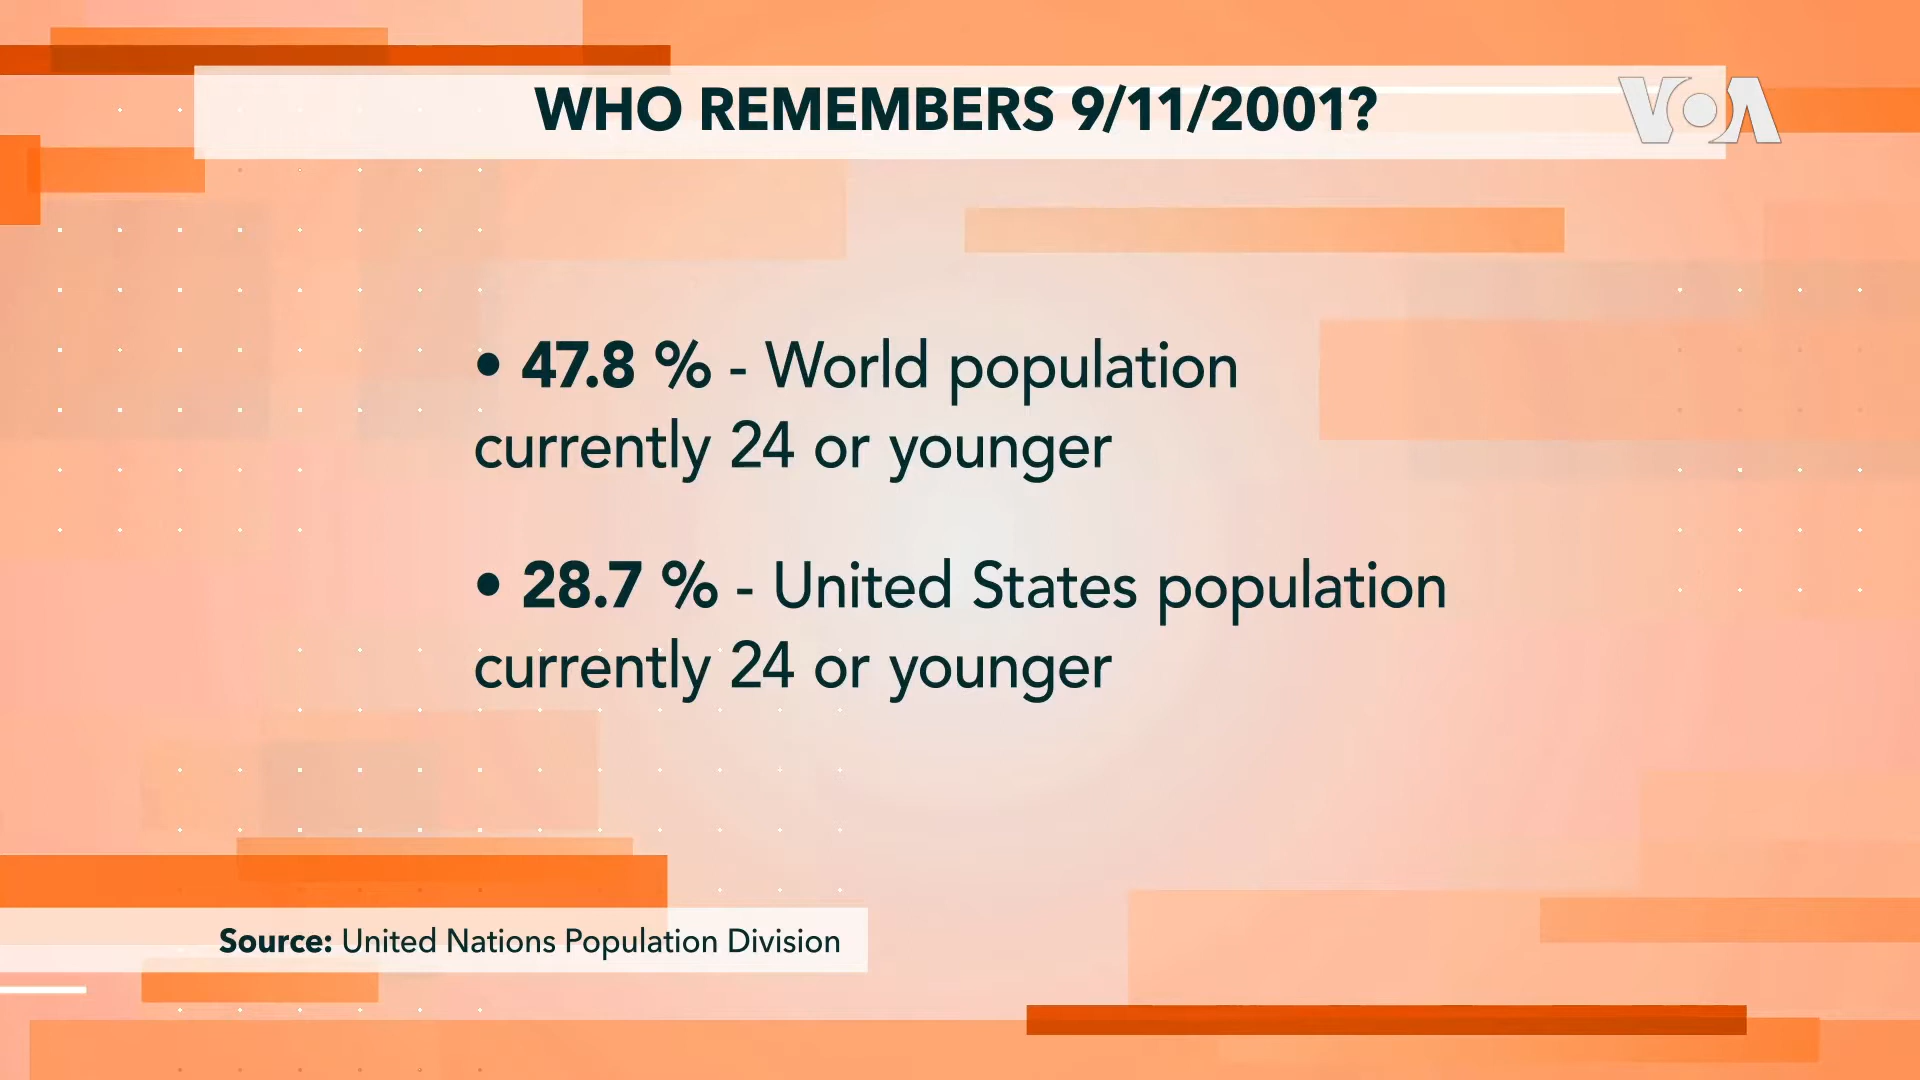 WHO REMEMBERS 9/11/2001?
VOA
• 47.8 % - World population
currently 24 or younger
• 28.7 % - United States population
currently 24 or younger
Source: United Nations Population Division